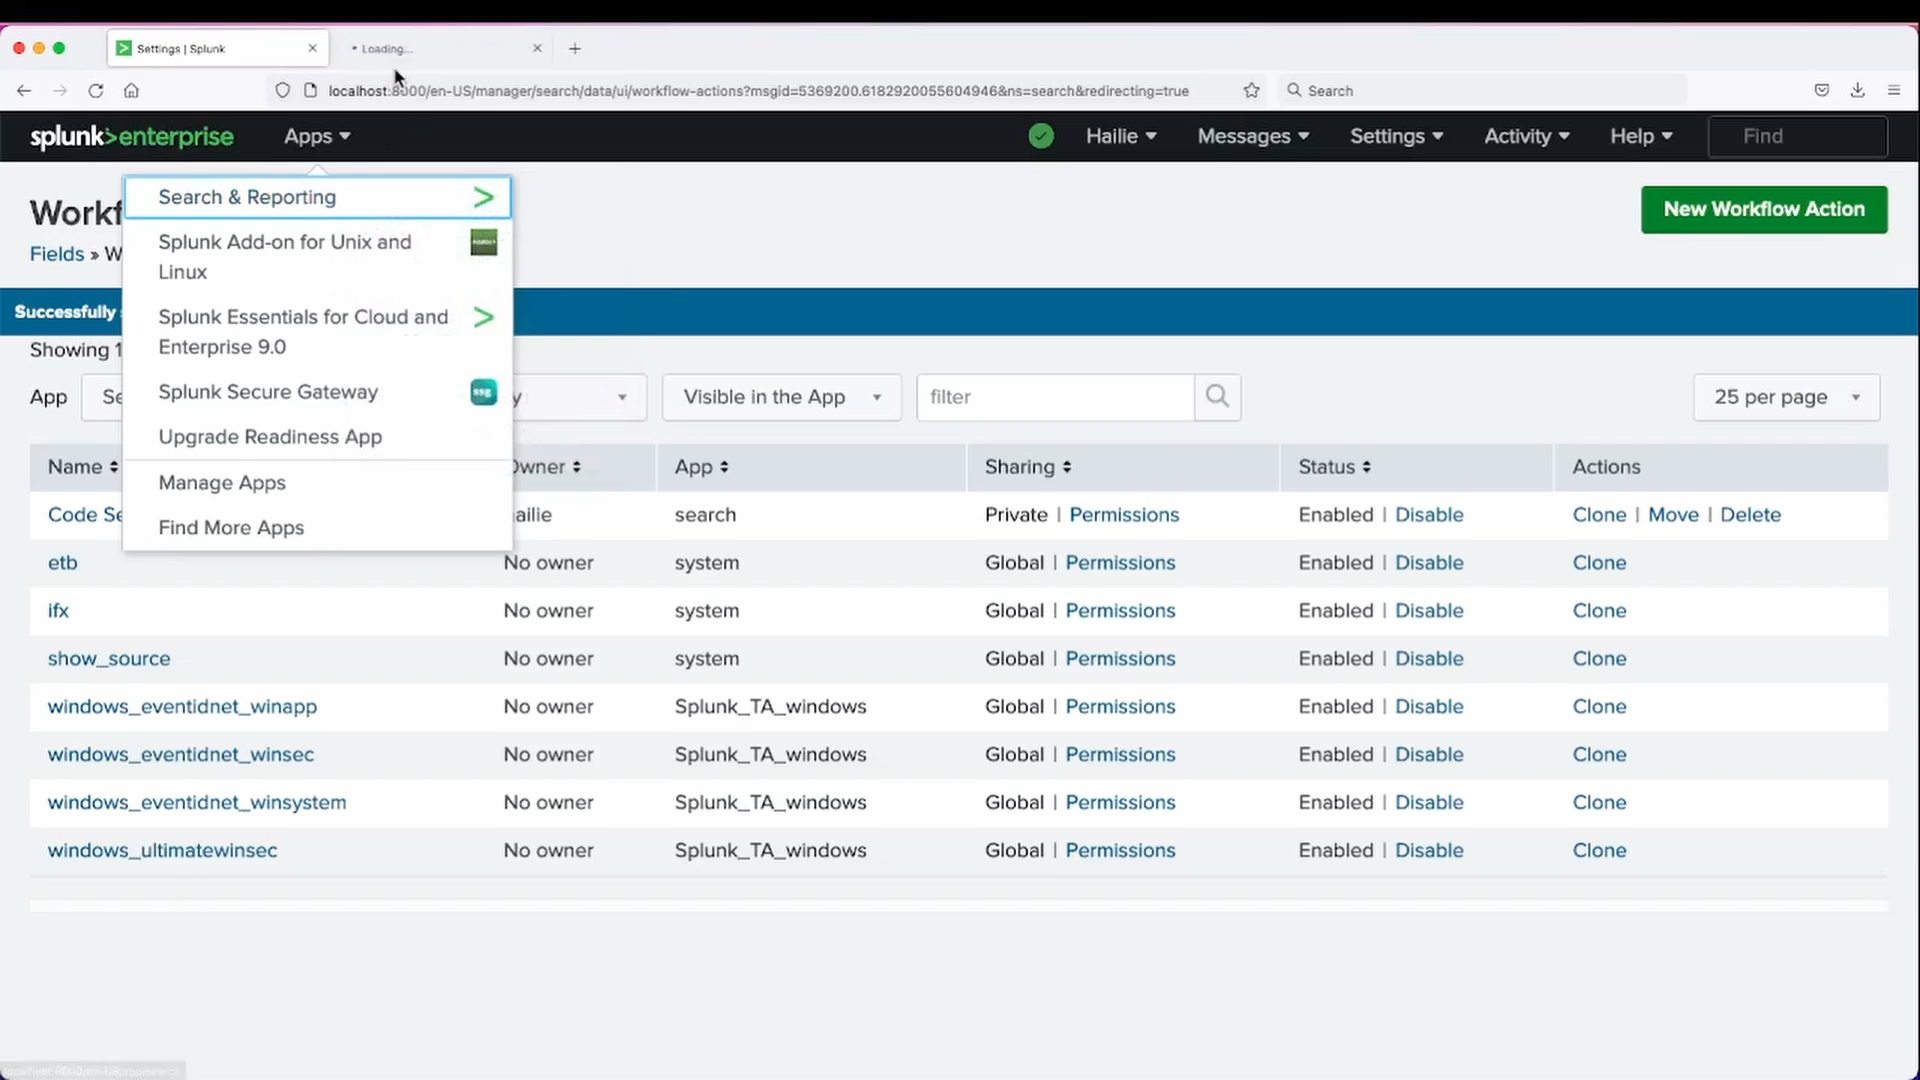 Settings | Splunk
Loading...
localhost:8000/en-US/manager/search/data/ui/workflow-actions?msgid=5369200.6182920055604946&ns=search&redirecting=true
Search
splunk>enterprise Apps Hailie Messages Settings Activity Help Find
Search & Reporting
Splunk Add-on for Unix and
Linux
Splunk Essentials for Cloud and
Enterprise 9.0
Splunk Secure Gateway
ssg
Upgrade Readiness App
Manage Apps
Find More Apps
Workf
New Workflow Action
Fields » W
Successfully
Showing 1
App Se y Visible in the App filter 25 per page
Name Owner App Sharing Status Actions
Code Se ailie search Private | Permissions Enabled | Disable Clone | Move | Delete
etb No owner system Global | Permissions Enabled | Disable Clone
ifx No owner system Global | Permissions Enabled | Disable Clone
show_source No owner system Global | Permissions Enabled | Disable Clone
windows_eventidnet_winapp No owner Splunk_TA_windows Global | Permissions Enabled | Disable Clone
windows_eventidnet_winsec No owner Splunk_TA_windows Global | Permissions Enabled | Disable Clone
windows_eventidnet_winsystem No owner Splunk_TA_windows Global | Permissions Enabled | Disable Clone
windows_ultimatewinsec No owner Splunk_TA_windows Global | Permissions Enabled | Disable Clone